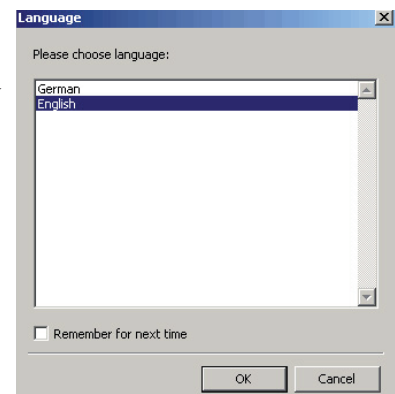 Language
Please choose language:
German
English
Remember for next time
OK
Cancel